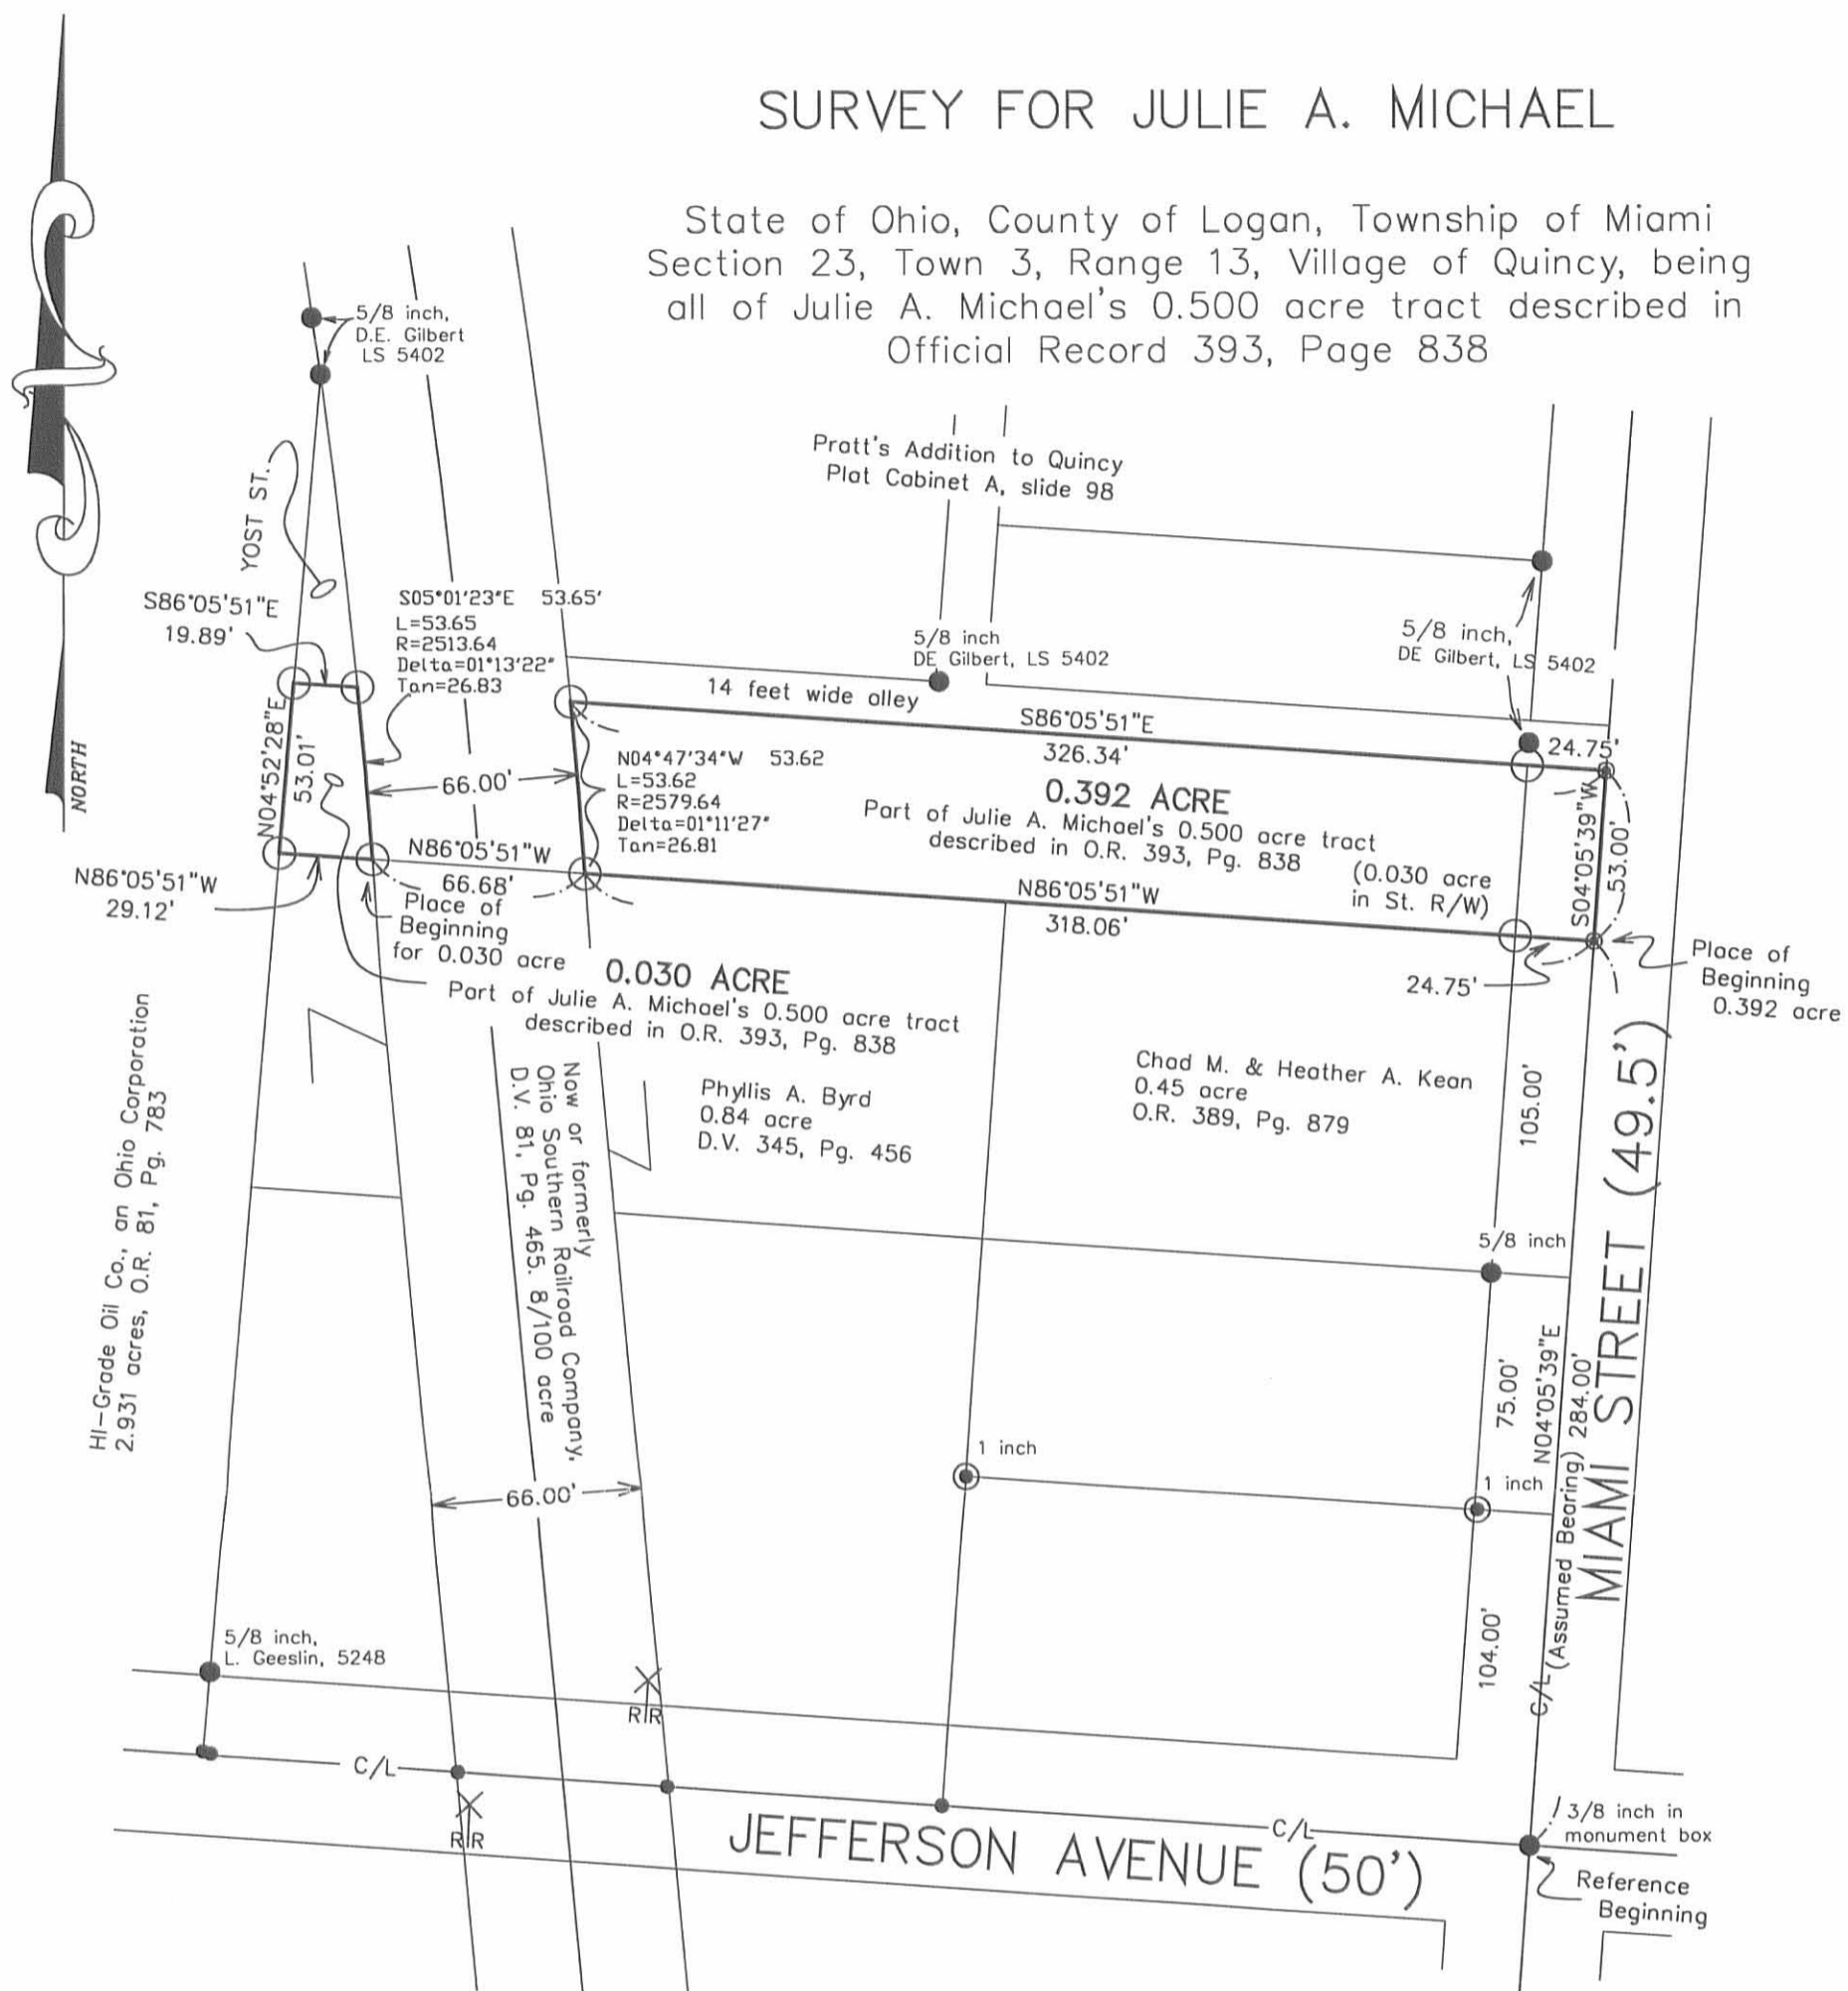 SURVEY FOR JULIE A. MICHAEL
State of Ohio, County of Logan, Township of Miami
Section 23, Town 3, Range 13, Village of Quincy, being
all of Julie A. Michael's 0.500 acre tract described in
Official Record 393, Page 838
NORTH
5/8 inch,
D.E. Gilbert
LS 5402
YOST ST.
Pratt's Addition to Quincy
Plat Cabinet A, slide 98
S86°05'51"E
19.89'
S05°01'23"E 53.65'
L=53.65
R=2513.64
Delta=01°13'22"
Tan=26.83
5/8 inch
DE Gilbert, LS 5402
5/8 inch,
DE Gilbert, LS 5402
14 feet wide alley
S86°05'51"E
326.34'
24.75'
N04°52'28"E
53.01'
66.00'
N04°47'34"W 53.62
L=53.62
R=2579.64
Delta=01°11'27"
Tan=26.81
0.392 ACRE
Part of Julie A. Michael's 0.500 acre tract
described in O.R. 393, Pg. 838
(0.030 acre
in St. R/W)
S04°05'39"W
53.00'
N86°05'51"W
66.68'
N86°05'51"W
29.12'
Place of
Beginning
for 0.030 acre
N86°05'51"W
318.06'
24.75'
Place of
Beginning
0.392 acre
0.030 ACRE
Part of Julie A. Michael's 0.500 acre tract
described in O.R. 393, Pg. 838
HI-Grade Oil Co., an Ohio Corporation
2.931 acres, O.R. 81, Pg. 783
Now or formerly
Ohio Southern Railroad Company,
D.V. 81, Pg. 465. 8/100 acre
Phyllis A. Byrd
0.84 acre
D.V. 345, Pg. 456
Chad M. & Heather A. Kean
0.45 acre
O.R. 389, Pg. 879
105.00'
5/8 inch
MIAMI STREET (49.5')
75.00'
N04°05'39"E
C/L (Assumed Bearing) 284.00'
1 inch
1 inch
66.00'
104.00'
5/8 inch,
L. Geeslin, 5248
R R
C/L
R R
JEFFERSON AVENUE (50')
C/L
3/8 inch in
monument box
Reference
Beginning